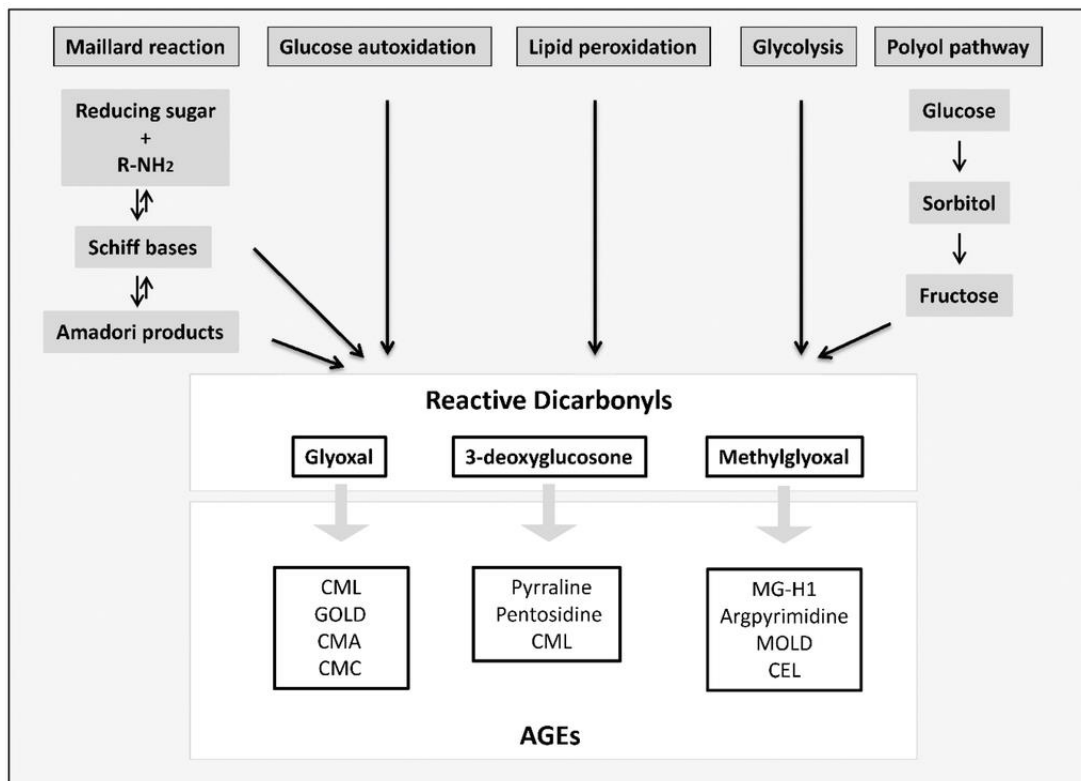 Maillard reaction
Glucose autoxidation
Lipid peroxidation
Glycolysis
Polyol pathway
Reducing sugar
+
R-NH2
Schiff bases
Amadori products
Glucose
Sorbitol
Fructose
Reactive Dicarbonyls
Glyoxal
3-deoxyglucosone
Methylglyoxal
CML
GOLD
CMA
CMC
Pyrraline
Pentosidine
CML
MG-H1
Argpyrimidine
MOLD
CEL
AGEs